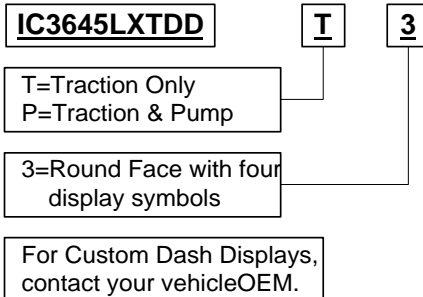 IC3645LXTDD T 3
T=Traction Only
P=Traction & Pump
3=Round Face with four
display symbols
For Custom Dash Displays,
contact your vehicleOEM.